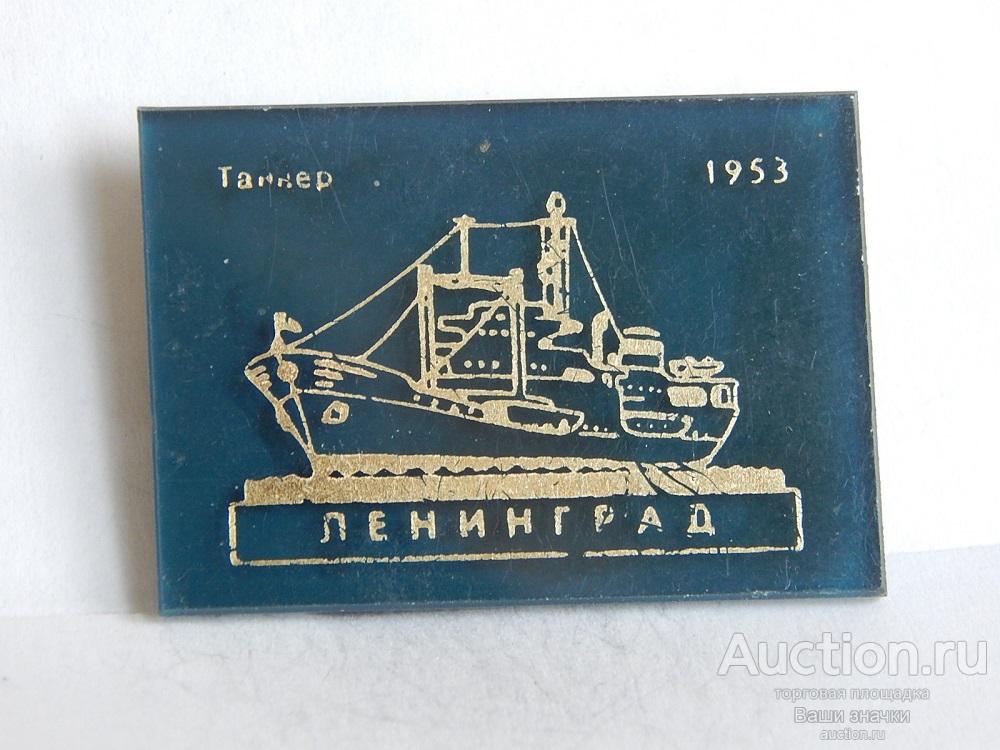 Танкер
1953
ЛЕНИНГРАД
Auction.ru
торговая площадка
Ваши значки
auction.ru